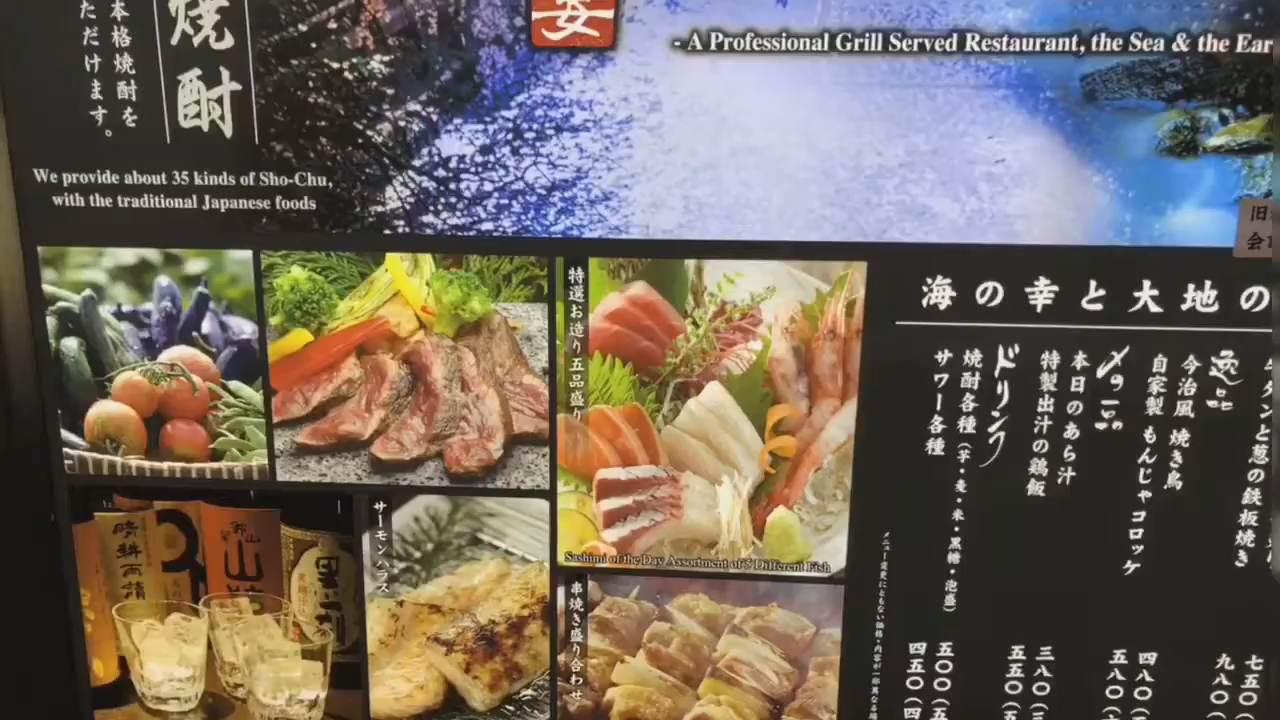 焼酎
本格焼酎を
ただけます。
We provide about 35 kinds of Sho-Chu,
with the traditional Japanese foods
宴
- A Professional Grill Served Restaurant, the Sea & the Ear
特選お造り五品盛り
Sashimi of the Day Assortment of 5 Different Fish
サーモンハラス
串焼き盛り合わせ
海の幸と大地の
逸品
今治風 焼き鳥
自家製 もんじゃコロッケ
〆の一品
本日のあら汁
特製出汁の鶏飯
ドリンク
焼酎各種（芋・麦・米・黒糖・泡盛）
サワー各種
タンと葱の鉄板焼き
七五〇
九八〇
四八〇
五八〇
三八〇
五五〇
五〇〇
四五〇